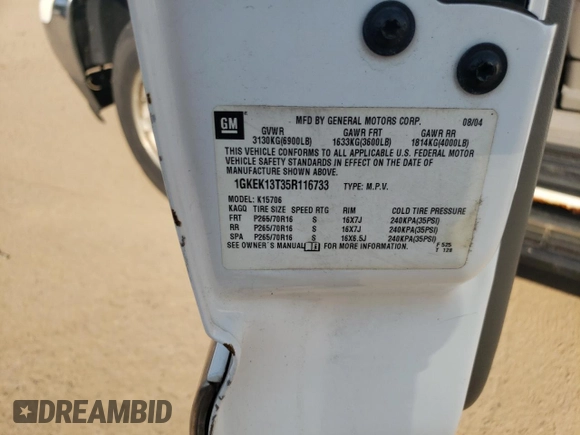 GM
MFD BY GENERAL MOTORS CORP. 08/04
GVWR GAWR FRT GAWR RR
3130KG(6900LB) 1633KG(3600LB) 1814KG(4000LB)
THIS VEHICLE CONFORMS TO ALL APPLICABLE U.S. FEDERAL MOTOR
VEHICLE SAFETY STANDARDS IN EFFECT ON THE DATE OF
MANUFACTURE SHOWN ABOVE.
1GKEK13T35R116733 TYPE: M.P.V.
MODEL: K15706
KAGQ TIRE SIZE SPEED RTG RIM COLD TIRE PRESSURE
FRT P265/70R16 S 16X7J 240KPA(35PSI)
RR P265/70R16 S 16X7J 240KPA(35PSI)
SPA P265/70R16 S 16X6.5J 240KPA(35PSI)
SEE OWNER'S MANUAL FOR MORE INFORMATION.
F 525
T 126
DREAMBID